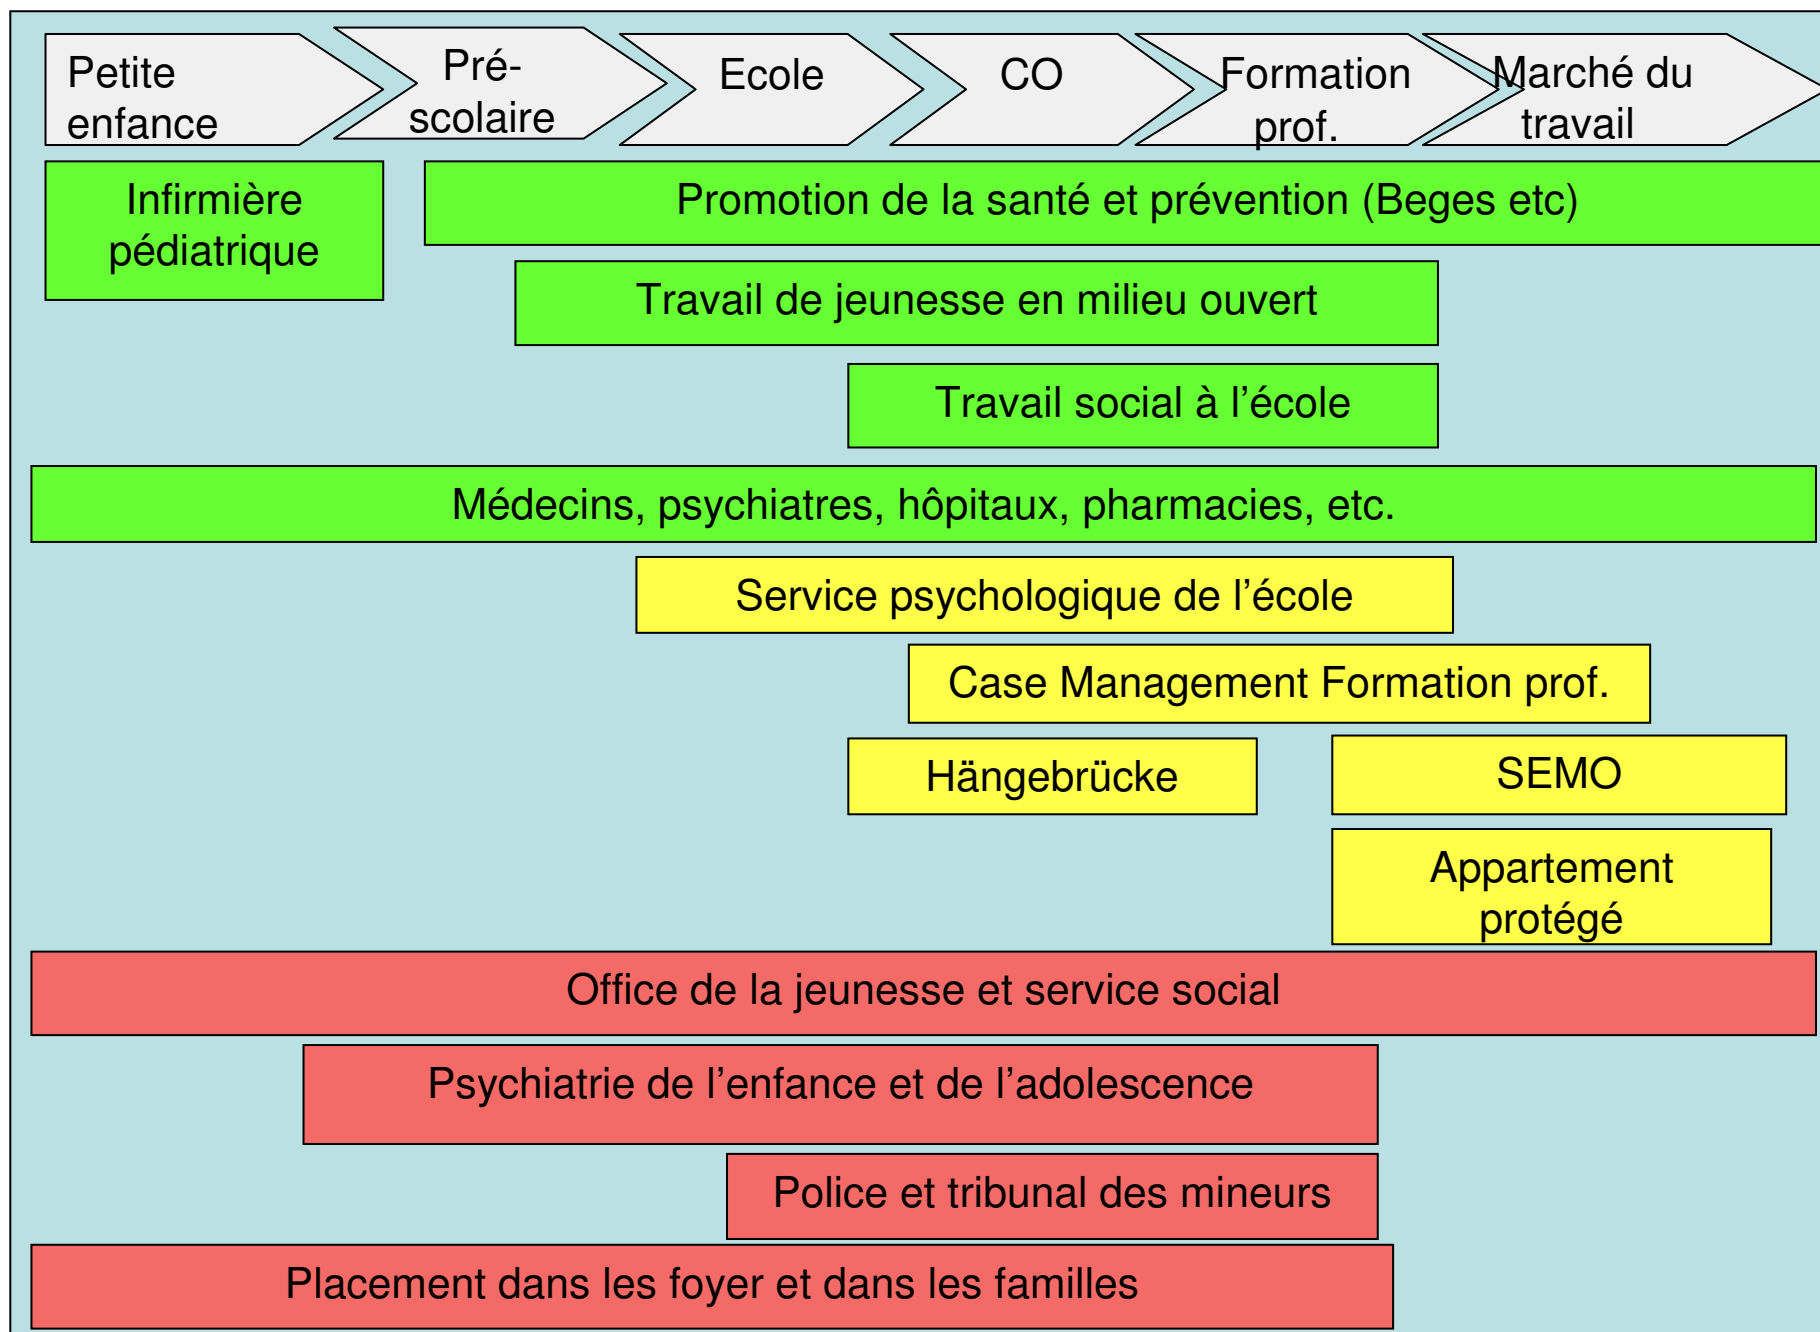 Petite
enfance
Pré-
scolaire
Ecole
CO
Formation
prof.
Marché du
travail
Infirmière
pédiatrique
Promotion de la santé et prévention (Beges etc)
Travail de jeunesse en milieu ouvert
Travail social à l’école
Médecins, psychiatres, hôpitaux, pharmacies, etc.
Service psychologique de l’école
Case Management Formation prof.
Hängebrücke
SEMO
Appartement
protégé
Office de la jeunesse et service social
Psychiatrie de l’enfance et de l’adolescence
Police et tribunal des mineurs
Placement dans les foyer et dans les familles